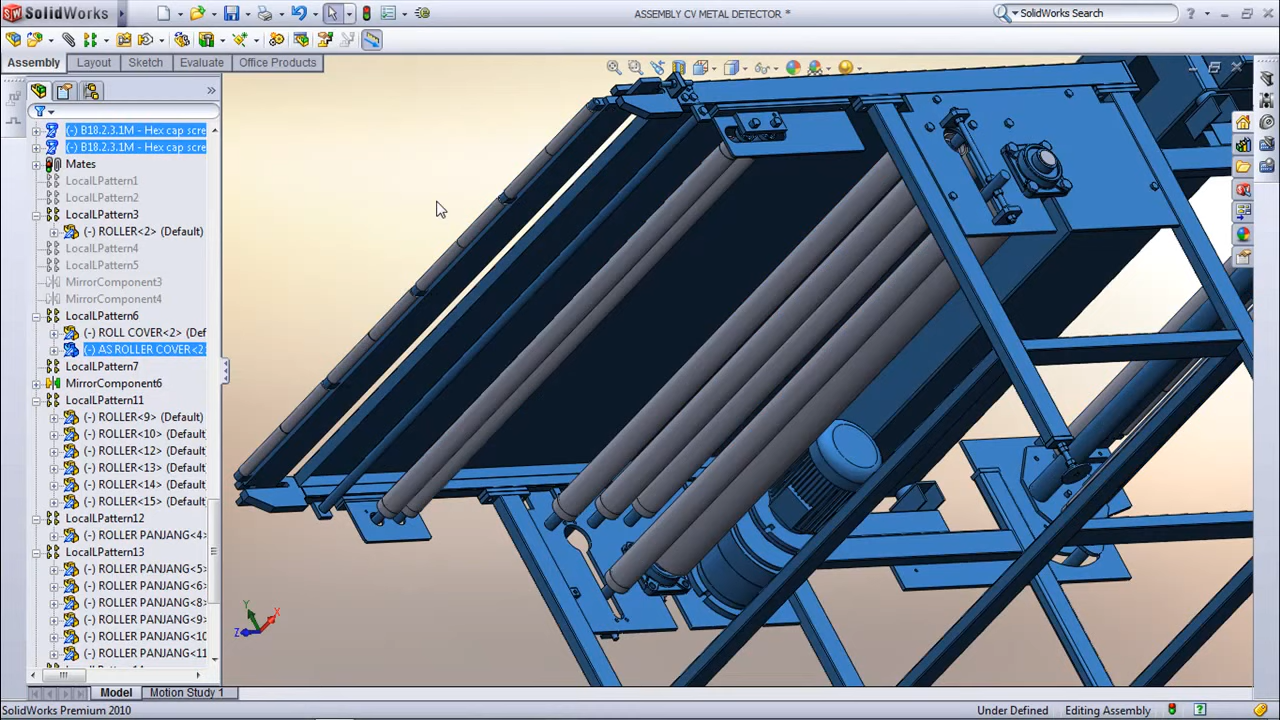 SolidWorks
ASSEMBLY CV METAL DETECTOR *
SolidWorks Search
Assembly
Layout
Sketch
Evaluate
Office Products
(-) B18.2.3.1M - Hex cap scre
(-) B18.2.3.1M - Hex cap scre
Mates
LocalLPattern1
LocalLPattern2
LocalLPattern3
(-) ROLLER<2> (Default)
LocalLPattern4
LocalLPattern5
MirrorComponent3
MirrorComponent4
LocalLPattern6
(-) ROLL COVER<2> (Def
(-) AS ROLLER COVER<2>
LocalLPattern7
MirrorComponent6
LocalLPattern11
(-) ROLLER<9> (Default)
(-) ROLLER<10> (Default
(-) ROLLER<12> (Default
(-) ROLLER<13> (Default
(-) ROLLER<14> (Default
(-) ROLLER<15> (Default
LocalLPattern12
(-) ROLLER PANJANG<4>
LocalLPattern13
(-) ROLLER PANJANG<5>
(-) ROLLER PANJANG<6>
(-) ROLLER PANJANG<8>
(-) ROLLER PANJANG<9>
(-) ROLLER PANJANG<10
(-) ROLLER PANJANG<11
Y
X
Z
Model
Motion Study 1
SolidWorks Premium 2010
Under Defined
Editing Assembly